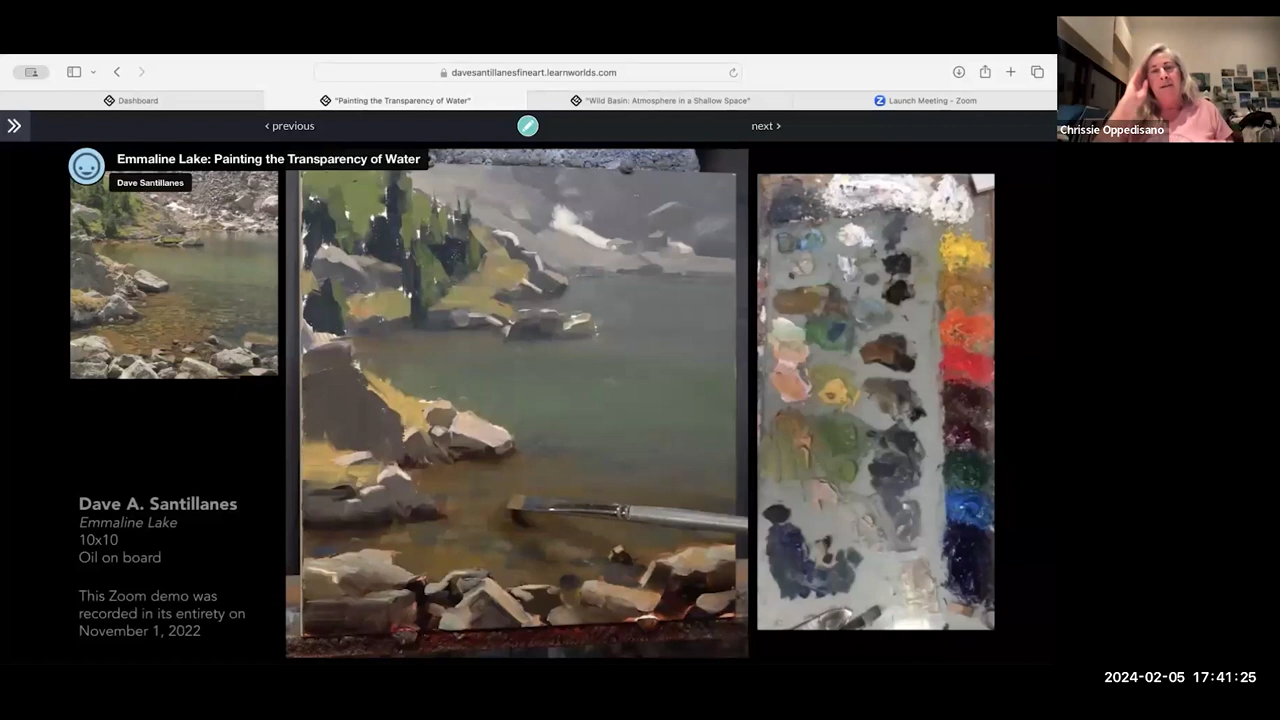 davesantillanesfineart.learnworlds.com
Dashboard
"Painting the Transparency of Water"
"Wild Basin: Atmosphere in a Shallow Space"
Launch Meeting - Zoom
previous
next
Emmaline Lake: Painting the Transparency of Water
Dave Santillanes
Chrissie Oppedisano
Dave A. Santillanes
Emmaline Lake
10x10
Oil on board
This Zoom demo was
recorded in its entirety on
November 1, 2022
2024-02-05 17:41:25